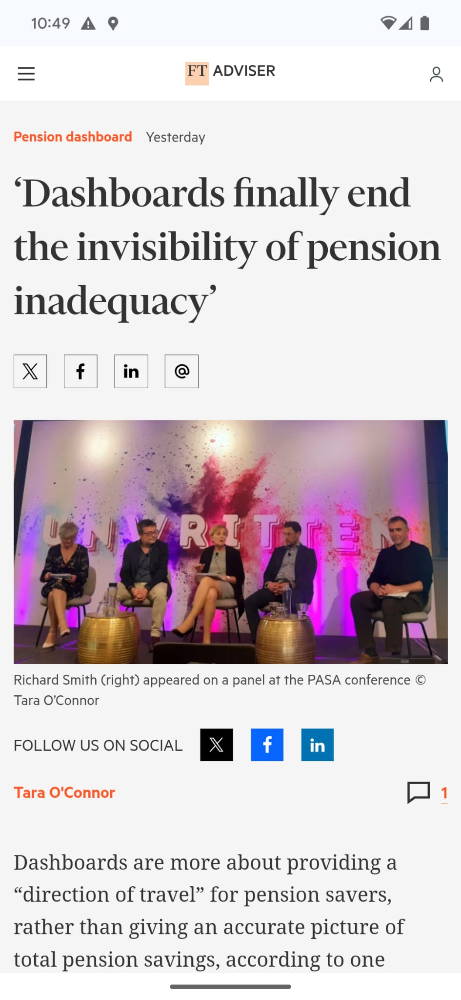 10:49
FT ADVISER
Pension dashboard Yesterday
‘Dashboards finally end
the invisibility of pension
inadequacy’
X f in @
UNWRITTEN
Richard Smith (right) appeared on a panel at the PASA conference ©
Tara O’Connor
FOLLOW US ON SOCIAL X f in
Tara O'Connor 1
Dashboards are more about providing a
“direction of travel” for pension savers,
rather than giving an accurate picture of
total pension savings, according to one